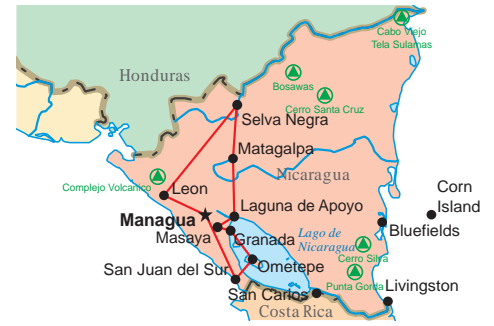 Cabo Viejo
Tela Sulamas
Honduras
Bosawas
Cerro Santa Cruz
Selva Negra
Matagalpa
Nicaragua
Complejo Volcanico
Leon
Corn
Island
Managua
Laguna de Apoyo
Masaya
Granada
Lago de
Nicaragua
Bluefields
Cerro Silva
San Juan del Sur
Ometepe
Punta Gorda
San Carlos
Livingston
Costa Rica